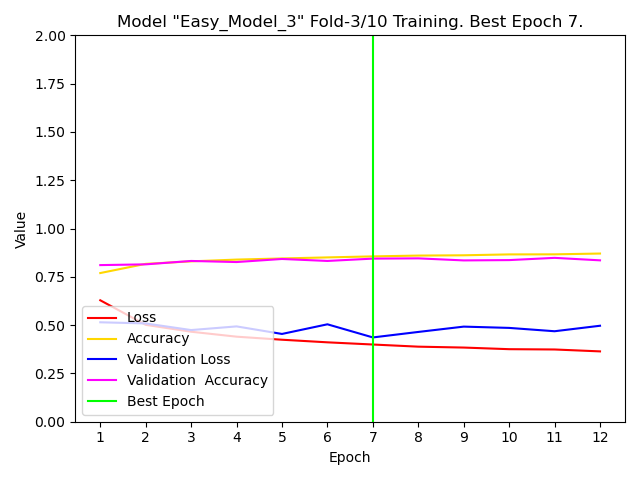 Model "Easy_Model_3" Fold-3/10 Training. Best Epoch 7.
2.00
1.75
1.50
1.25
1.00
0.75
0.50
0.25
0.00
Value
Loss
Accuracy
Validation Loss
Validation  Accuracy
Best Epoch
1 2 3 4 5 6 7 8 9 10 11 12
Epoch